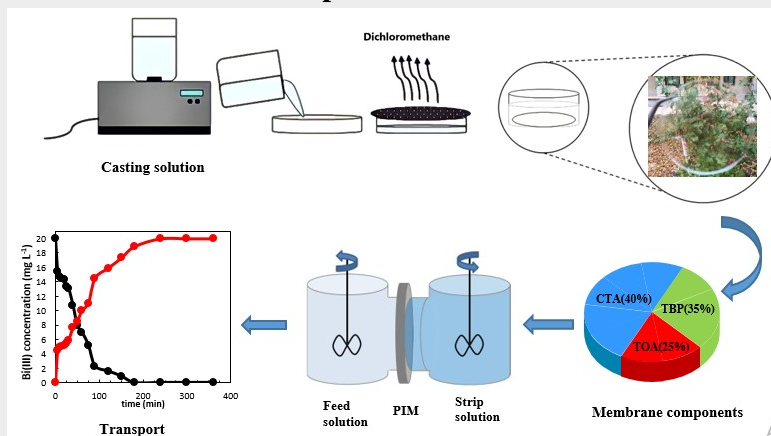 Dichloromethane
Casting solution
Bi(III) concentration (mg L-1)
20
18
16
14
12
10
8
6
4
2
0
0 100 200 300 400
time (min)
Transport
Feed
solution
PIM
Strip
solution
CTA(40%)
TBP(35%)
TOA(25%)
Membrane components